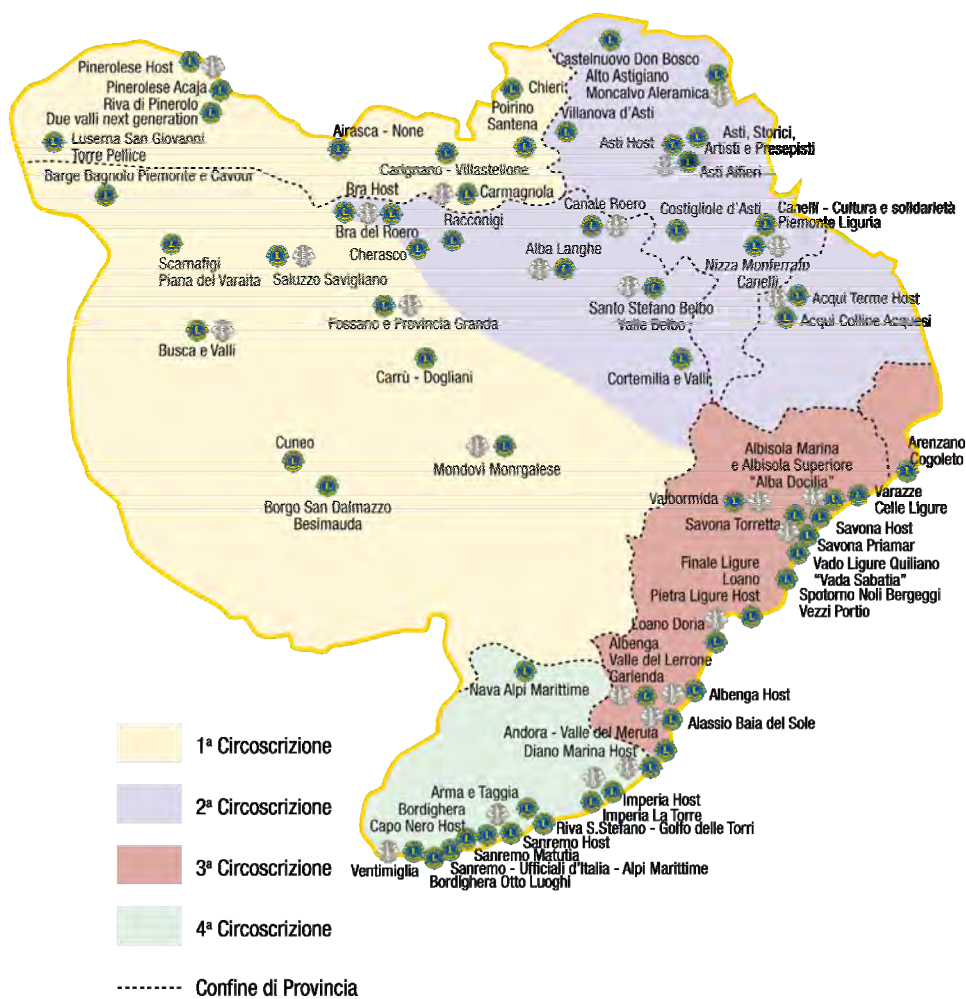 Castelnuovo Don Bosco
Alto Astigiano
Moncalvo Aleramica
Pinerolese Host
Pinerolese Acaja
Riva di Pinerolo
Due valli next generation
Chieri
Poirino
Santena
Villanova d'Asti
Luserna San Giovanni
Torre Pellice
Airasca - None
Asti Host
Asti, Storici,
Artisti e Presepisti
Asti Alfieri
Carignano - Villastellone
Barge Bagnolo Piemonte e Cavour
Bra Host
Carmagnola
Bra del Roero
Racconigi
Canale Roero
Costigliole d'Asti
Canelli - Cultura e solidarietà
Piemonte Liguria
Cherasco
Alba Langhe
Nizza Monferrato
Canelli
Scarnafigi
Piana del Varaita
Saluzzo Savigliano
Santo Stefano Belbo
Valle Belbo
Acqui Terme Host
Acqui Colline Acquesi
Fossano e Provincia Granda
Busca e Valli
Carrù - Dogliani
Cortemilia e Valli
Cuneo
Mondovì Monrgalese
Borgo San Dalmazzo
Besimauda
Albisola Marina
e Albisola Superiore
"Alba Docilia"
Arenzano
Cogoleto
Valbormida
Varazze
Celle Ligure
Savona Torretta
Savona Host
Savona Priamar
Vado Ligure Quiliano
"Vada Sabatia"
Spotorno Noli Bergeggi
Vezzi Portio
Finale Ligure
Loano
Pietra Ligure Host
Loano Doria
Albenga
Valle del Lerrone
Garlenda
Albenga Host
Nava Alpi Marittime
Alassio Baia del Sole
Andora - Valle del Merula
Diano Marina Host
Arma e Taggia
Bordighera
Capo Nero Host
Imperia Host
Imperia La Torre
Riva S.Stefano - Golfo delle Torri
Sanremo Host
Sanremo Matutia
Sanremo - Ufficiali d'Italia - Alpi Marittime
Ventimiglia
Bordighera Otto Luoghi
1ª Circoscrizione
2ª Circoscrizione
3ª Circoscrizione
4ª Circoscrizione
Confine di Provincia